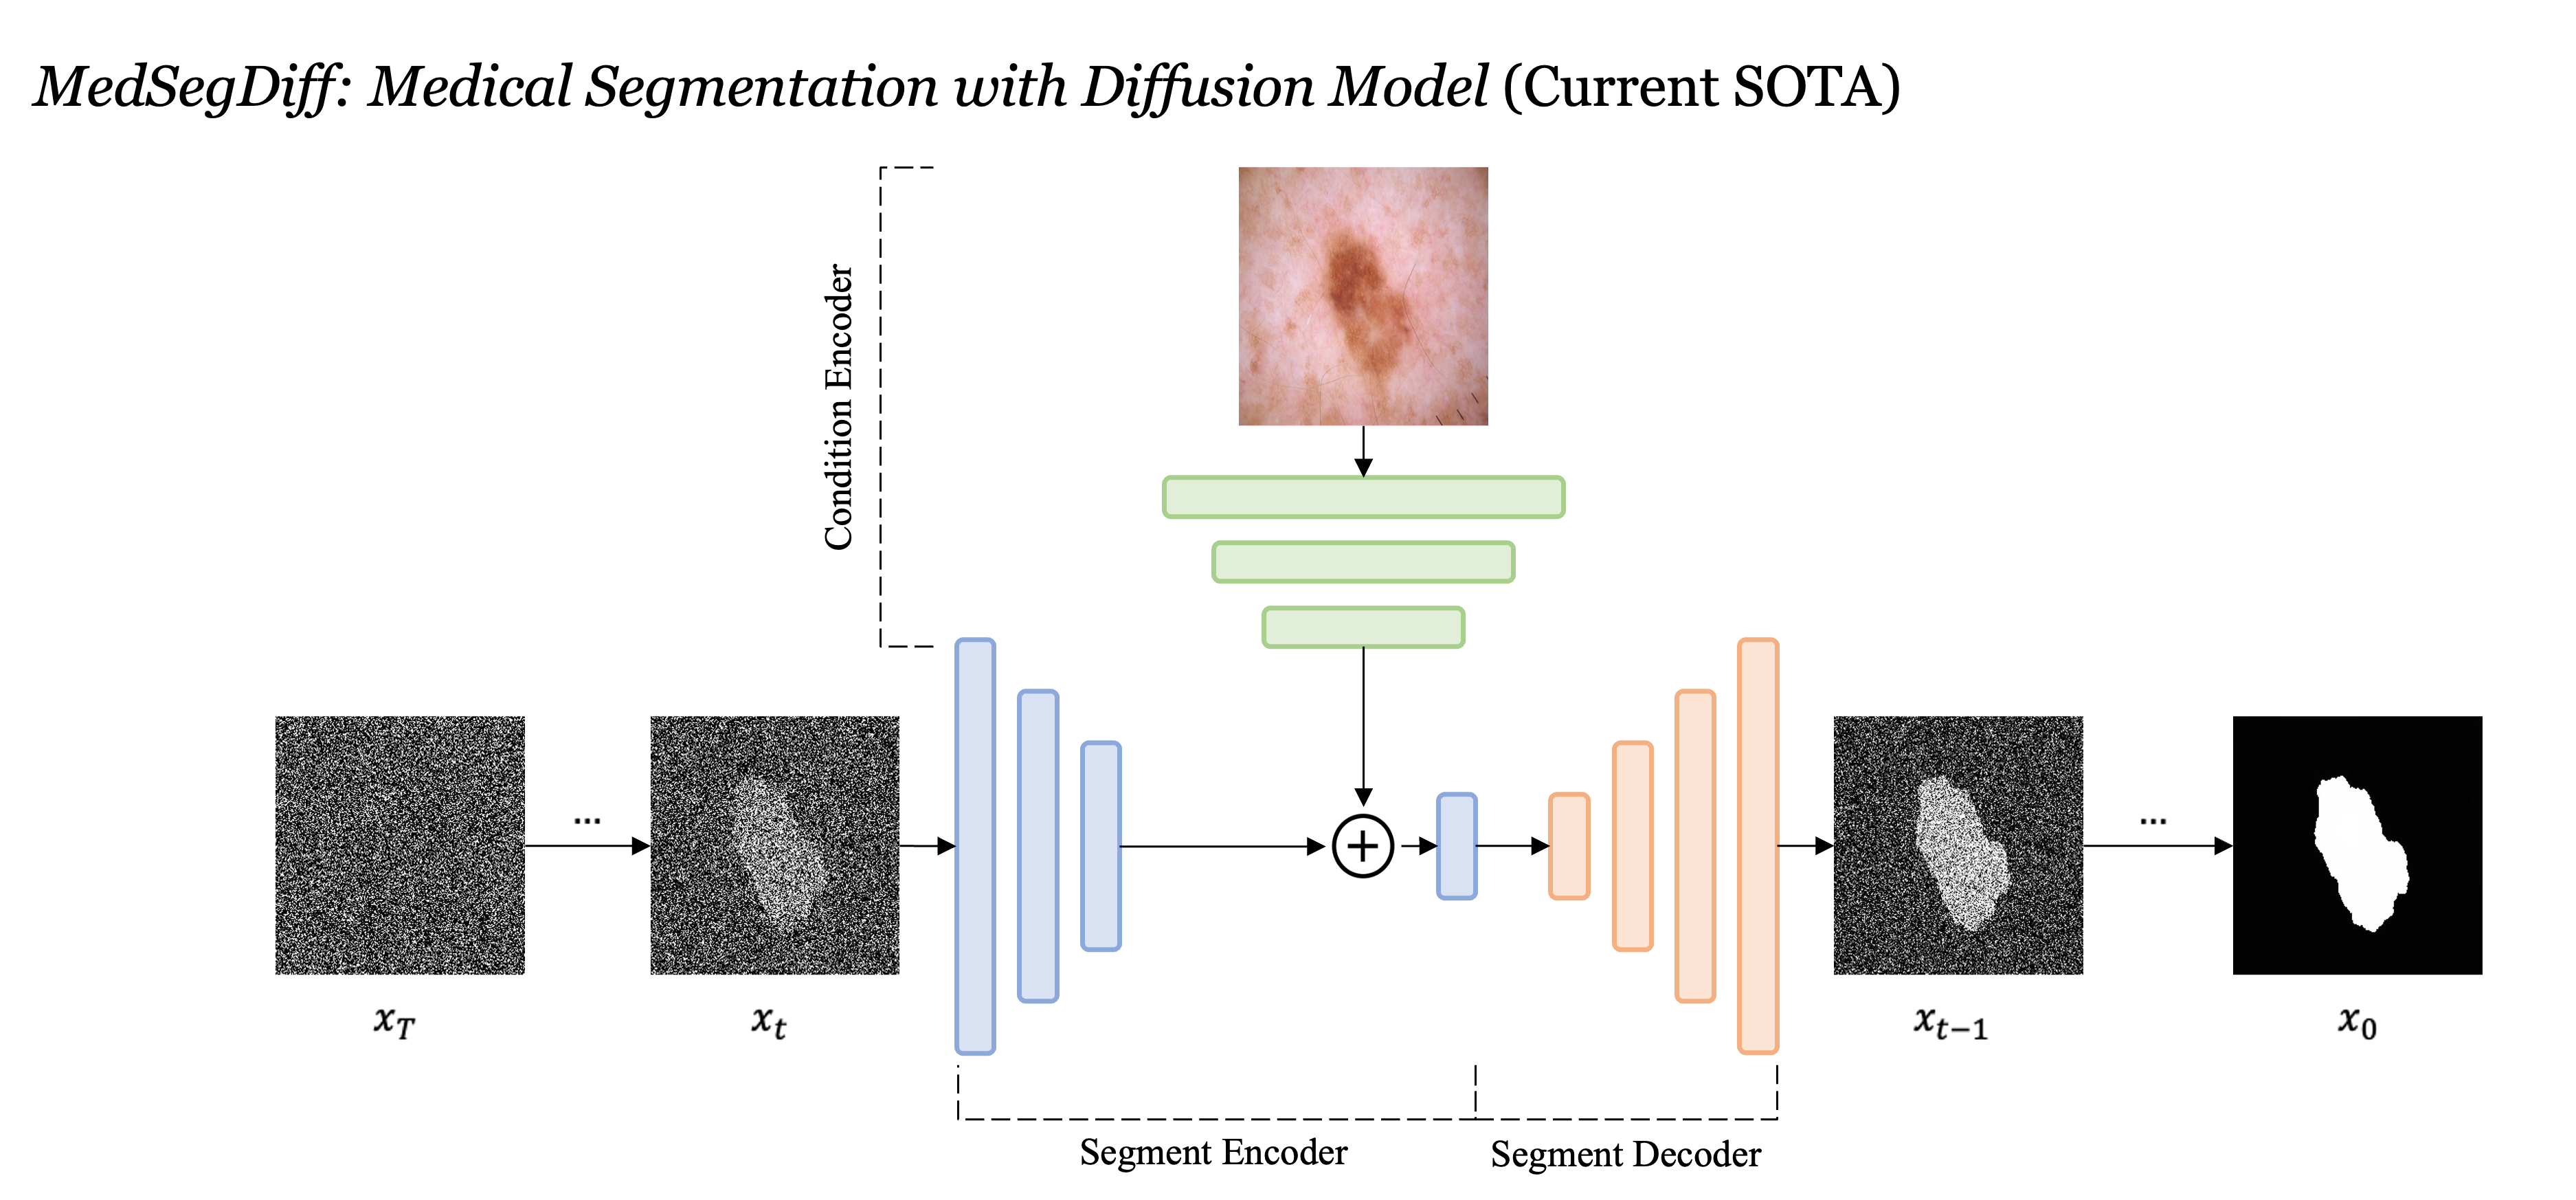 MedSegDiff: Medical Segmentation with Diffusion Model (Current SOTA)
Condition Encoder
...
...
+
x_T
x_t
x_{t−1}
x_0
Segment Encoder
Segment Decoder